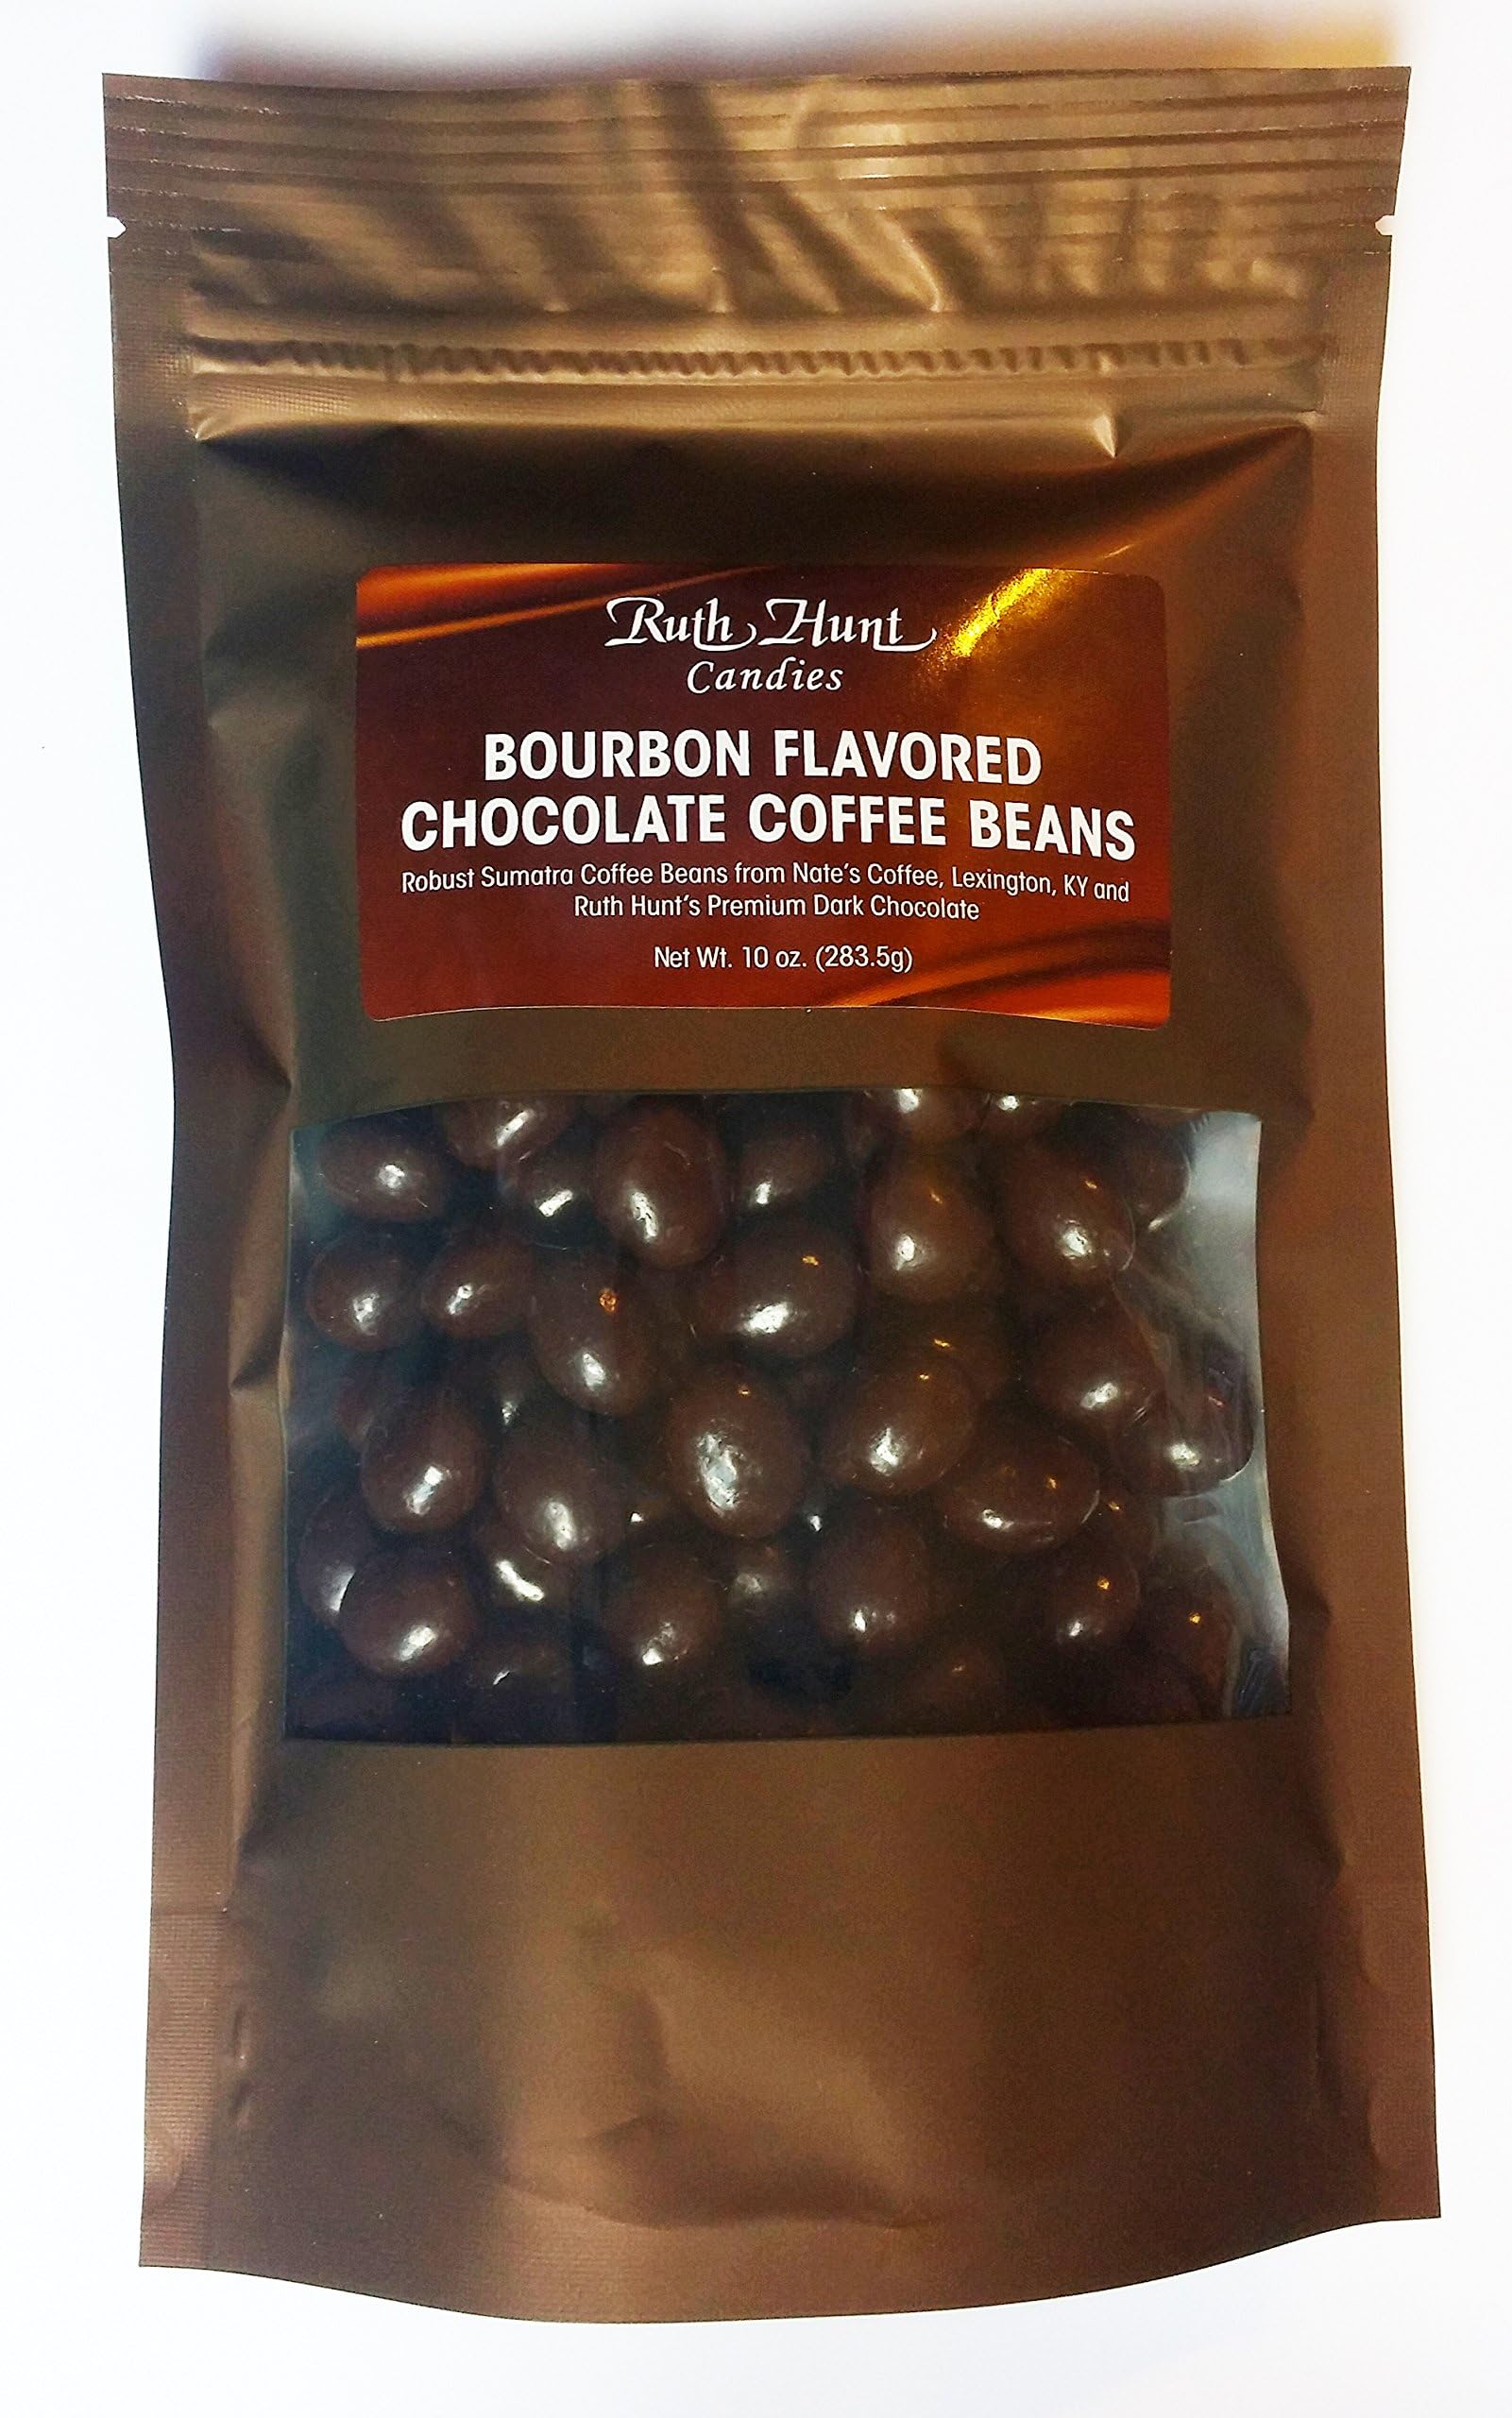 Ruth Hunt
Candies
BOURBON FLAVORED
CHOCOLATE COFFEE BEANS
Robust Sumatra Coffee Beans from Nate's Coffee, Lexington, KY and
Ruth Hunt's Premium Dark Chocolate
Net Wt. 10 oz. (283.5g)